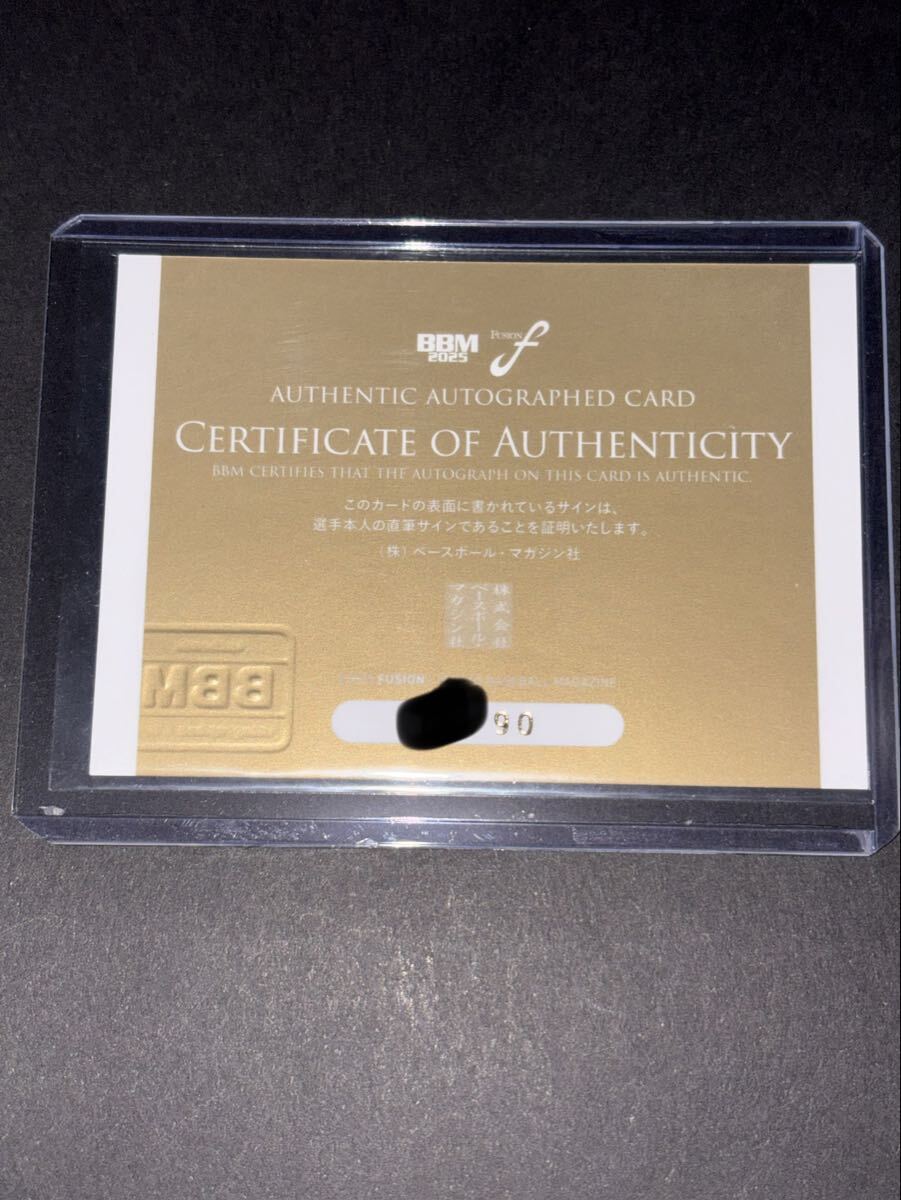 BBM
2025
FUSION f
AUTHENTIC AUTOGRAPHED CARD
CERTIFICATE OF AUTHENTICITY
BBM CERTIFIES THAT THE AUTOGRAPH ON THIS CARD IS AUTHENTIC.
このカードの表面に書かれているサインは、
選手本人の直筆サインであることを証明いたします。
（株）ベースボール・マガジン社
株式会社
ベースボール・
マガジン社
FUSION BASEBALL MAGAZINE
90
BBM